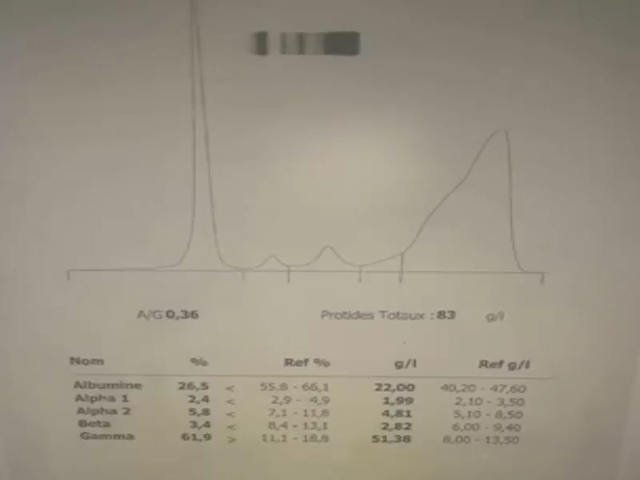 A/G 0,36 Protides Totaux : 83 g/l
Nom % Ref % g/l Ref g/l
Albumine 26,5 < 55,8 - 66,1 22,00 40,20 - 47,60
Alpha 1 2,4 < 2,9 - 4,9 1,99 2,10 - 3,50
Alpha 2 5,8 < 7,1 - 11,8 4,81 5,10 - 8,50
Beta 3,4 < 8,4 - 13,1 2,82 6,00 - 9,40
Gamma 61,9 > 11,1 - 18,8 51,38 8,00 - 13,50